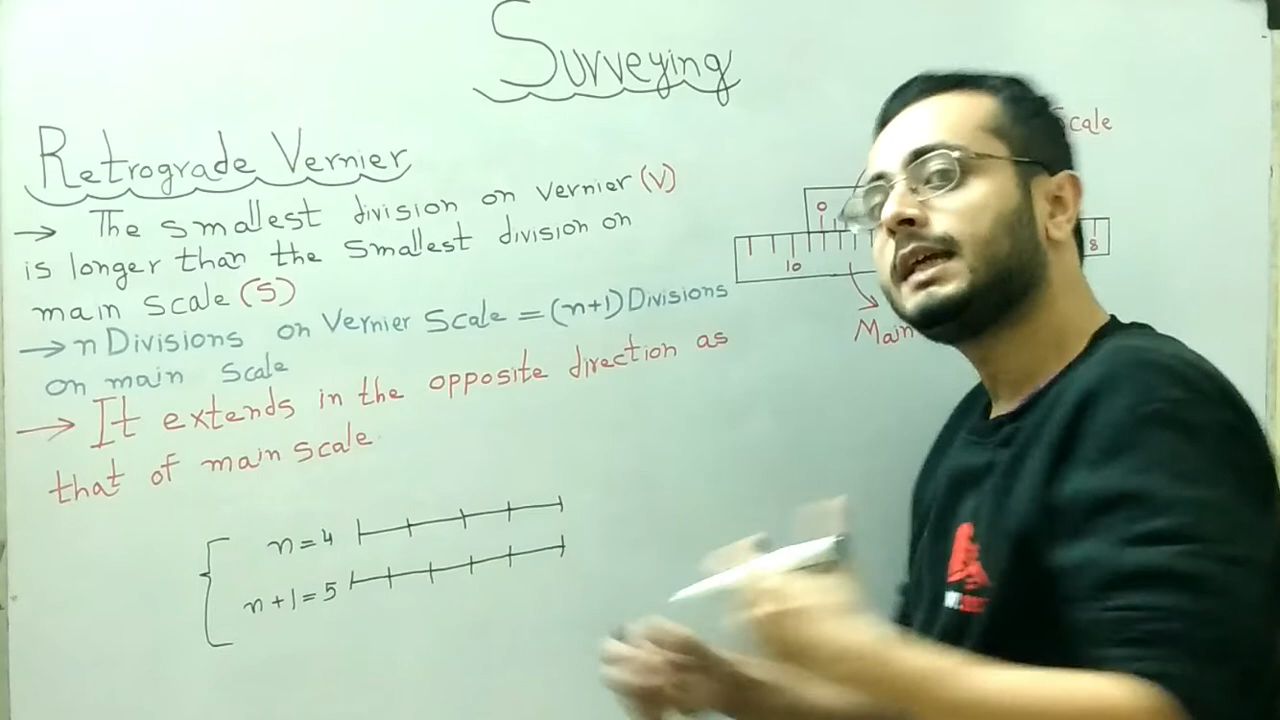 Surveying
Retrograde Vernier
→ The smallest division on vernier (V)
is longer than the smallest division on
main scale (S)
→ n Divisions on Vernier Scale = (n+1) Divisions
on main scale
→ It extends in the opposite direction as
that of main scale
n = 4
n + 1 = 5
Scale
0
10
8
Main